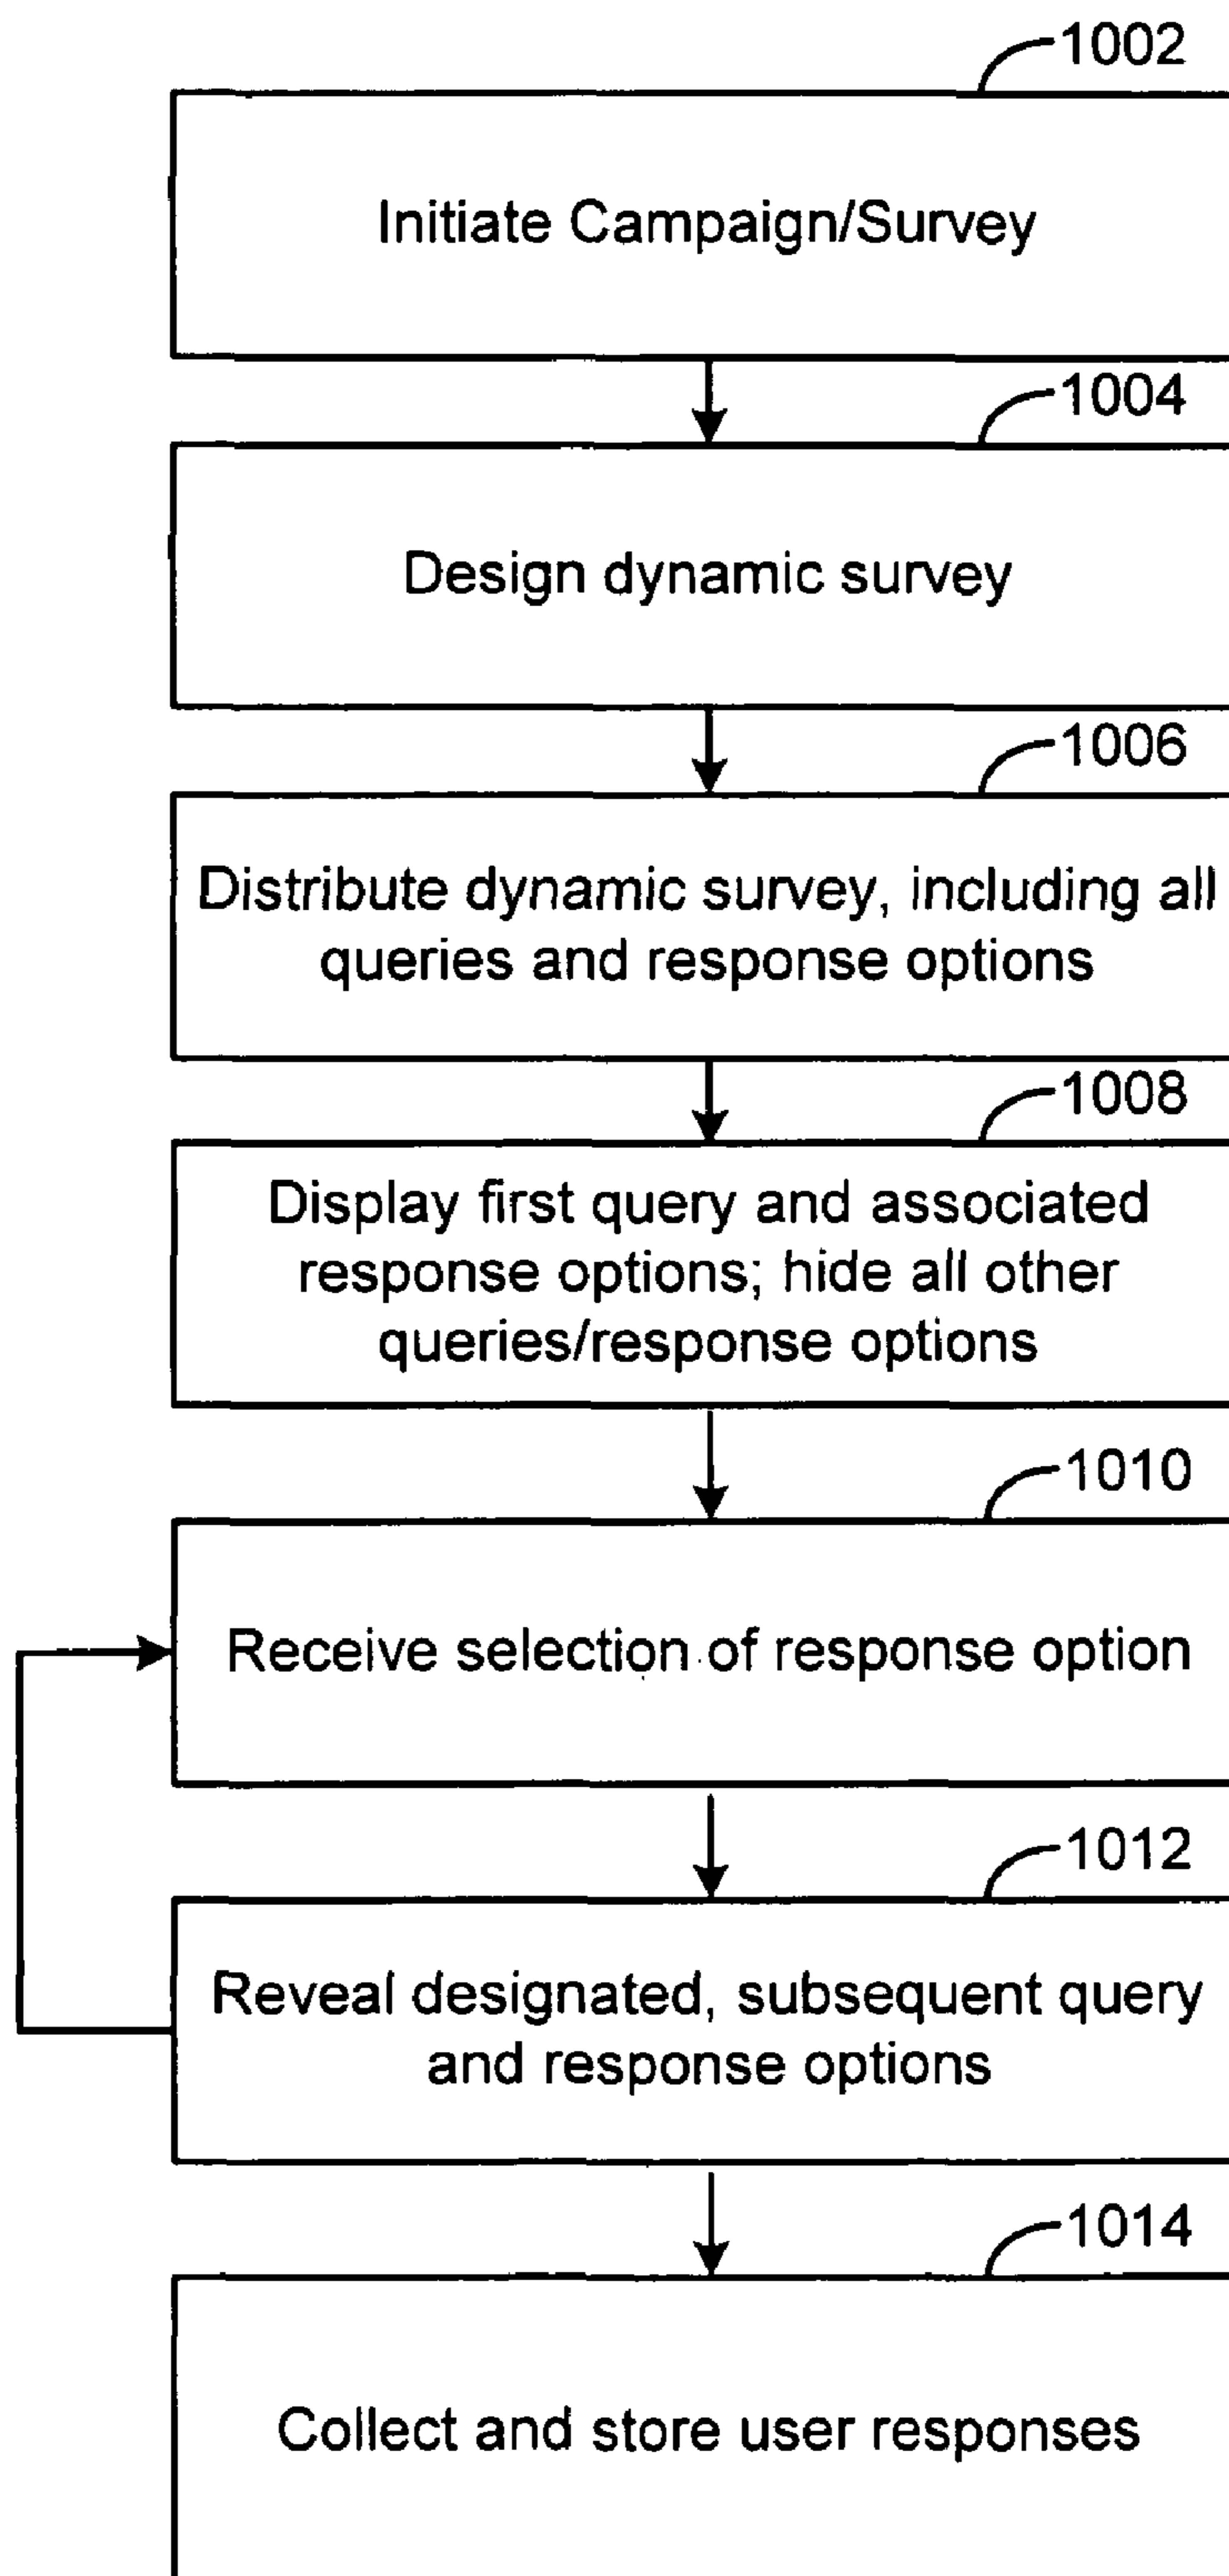 1002
Initiate Campaign/Survey
1004
Design dynamic survey
1006
Distribute dynamic survey, including all
queries and response options
1008
Display first query and associated
response options; hide all other
queries/response options
1010
Receive selection of response option
1012
Reveal designated, subsequent query
and response options
1014
Collect and store user responses